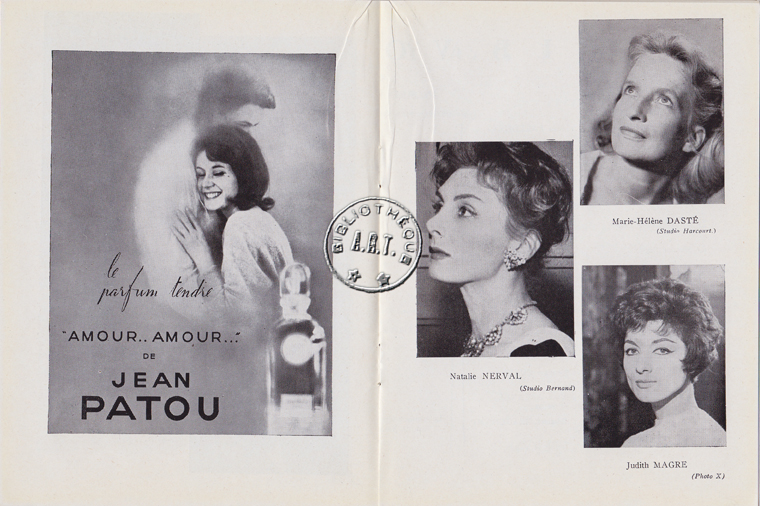 le
parfum tendre
"AMOUR.. AMOUR..."
DE
JEAN
PATOU
BIBLIOTHÈQUE
A.R.T.
Marie-Hélène DASTÉ
(Studio Harcourt.)
Natalie NERVAL
(Studio Bernand)
Judith MAGRE
(Photo X)